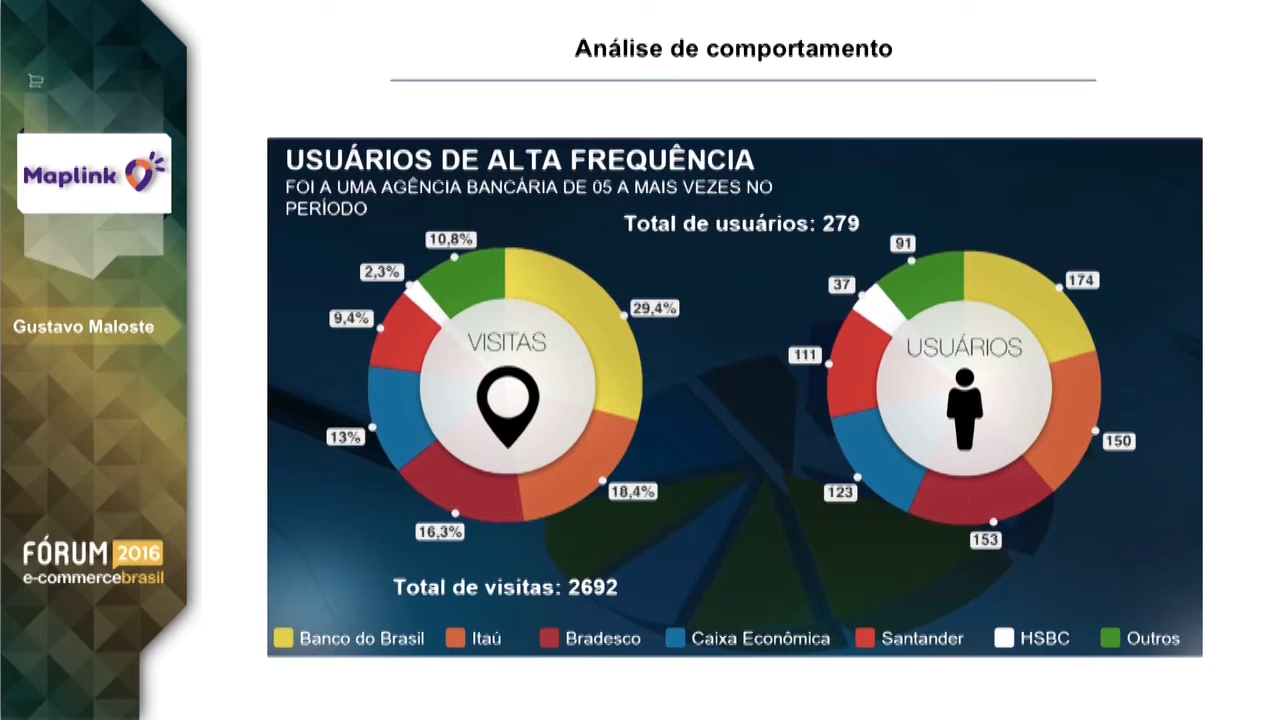 Análise de comportamento
Maplink
Gustavo Maloste
FÓRUM 2016
e-commercebrasil
USUÁRIOS DE ALTA FREQUÊNCIA
FOI A UMA AGÊNCIA BANCÁRIA DE 05 A MAIS VEZES NO
PERÍODO
Total de usuários: 279
10,8%
2,3%
9,4%
29,4%
VISITAS
13%
18,4%
16,3%
Total de visitas: 2692
91
37
174
111
USUÁRIOS
150
123
153
Banco do Brasil
Itaú
Bradesco
Caixa Econômica
Santander
HSBC
Outros